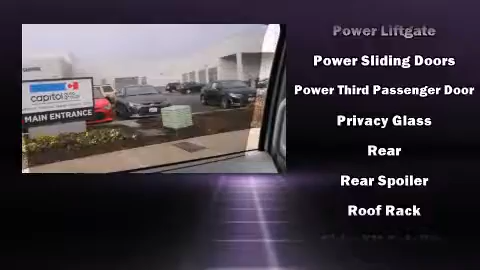 Power Liftgate
Power Sliding Doors
Power Third Passenger Door
Privacy Glass
Rear
Rear Spoiler
Roof Rack
capitol
MAIN ENTRANCE